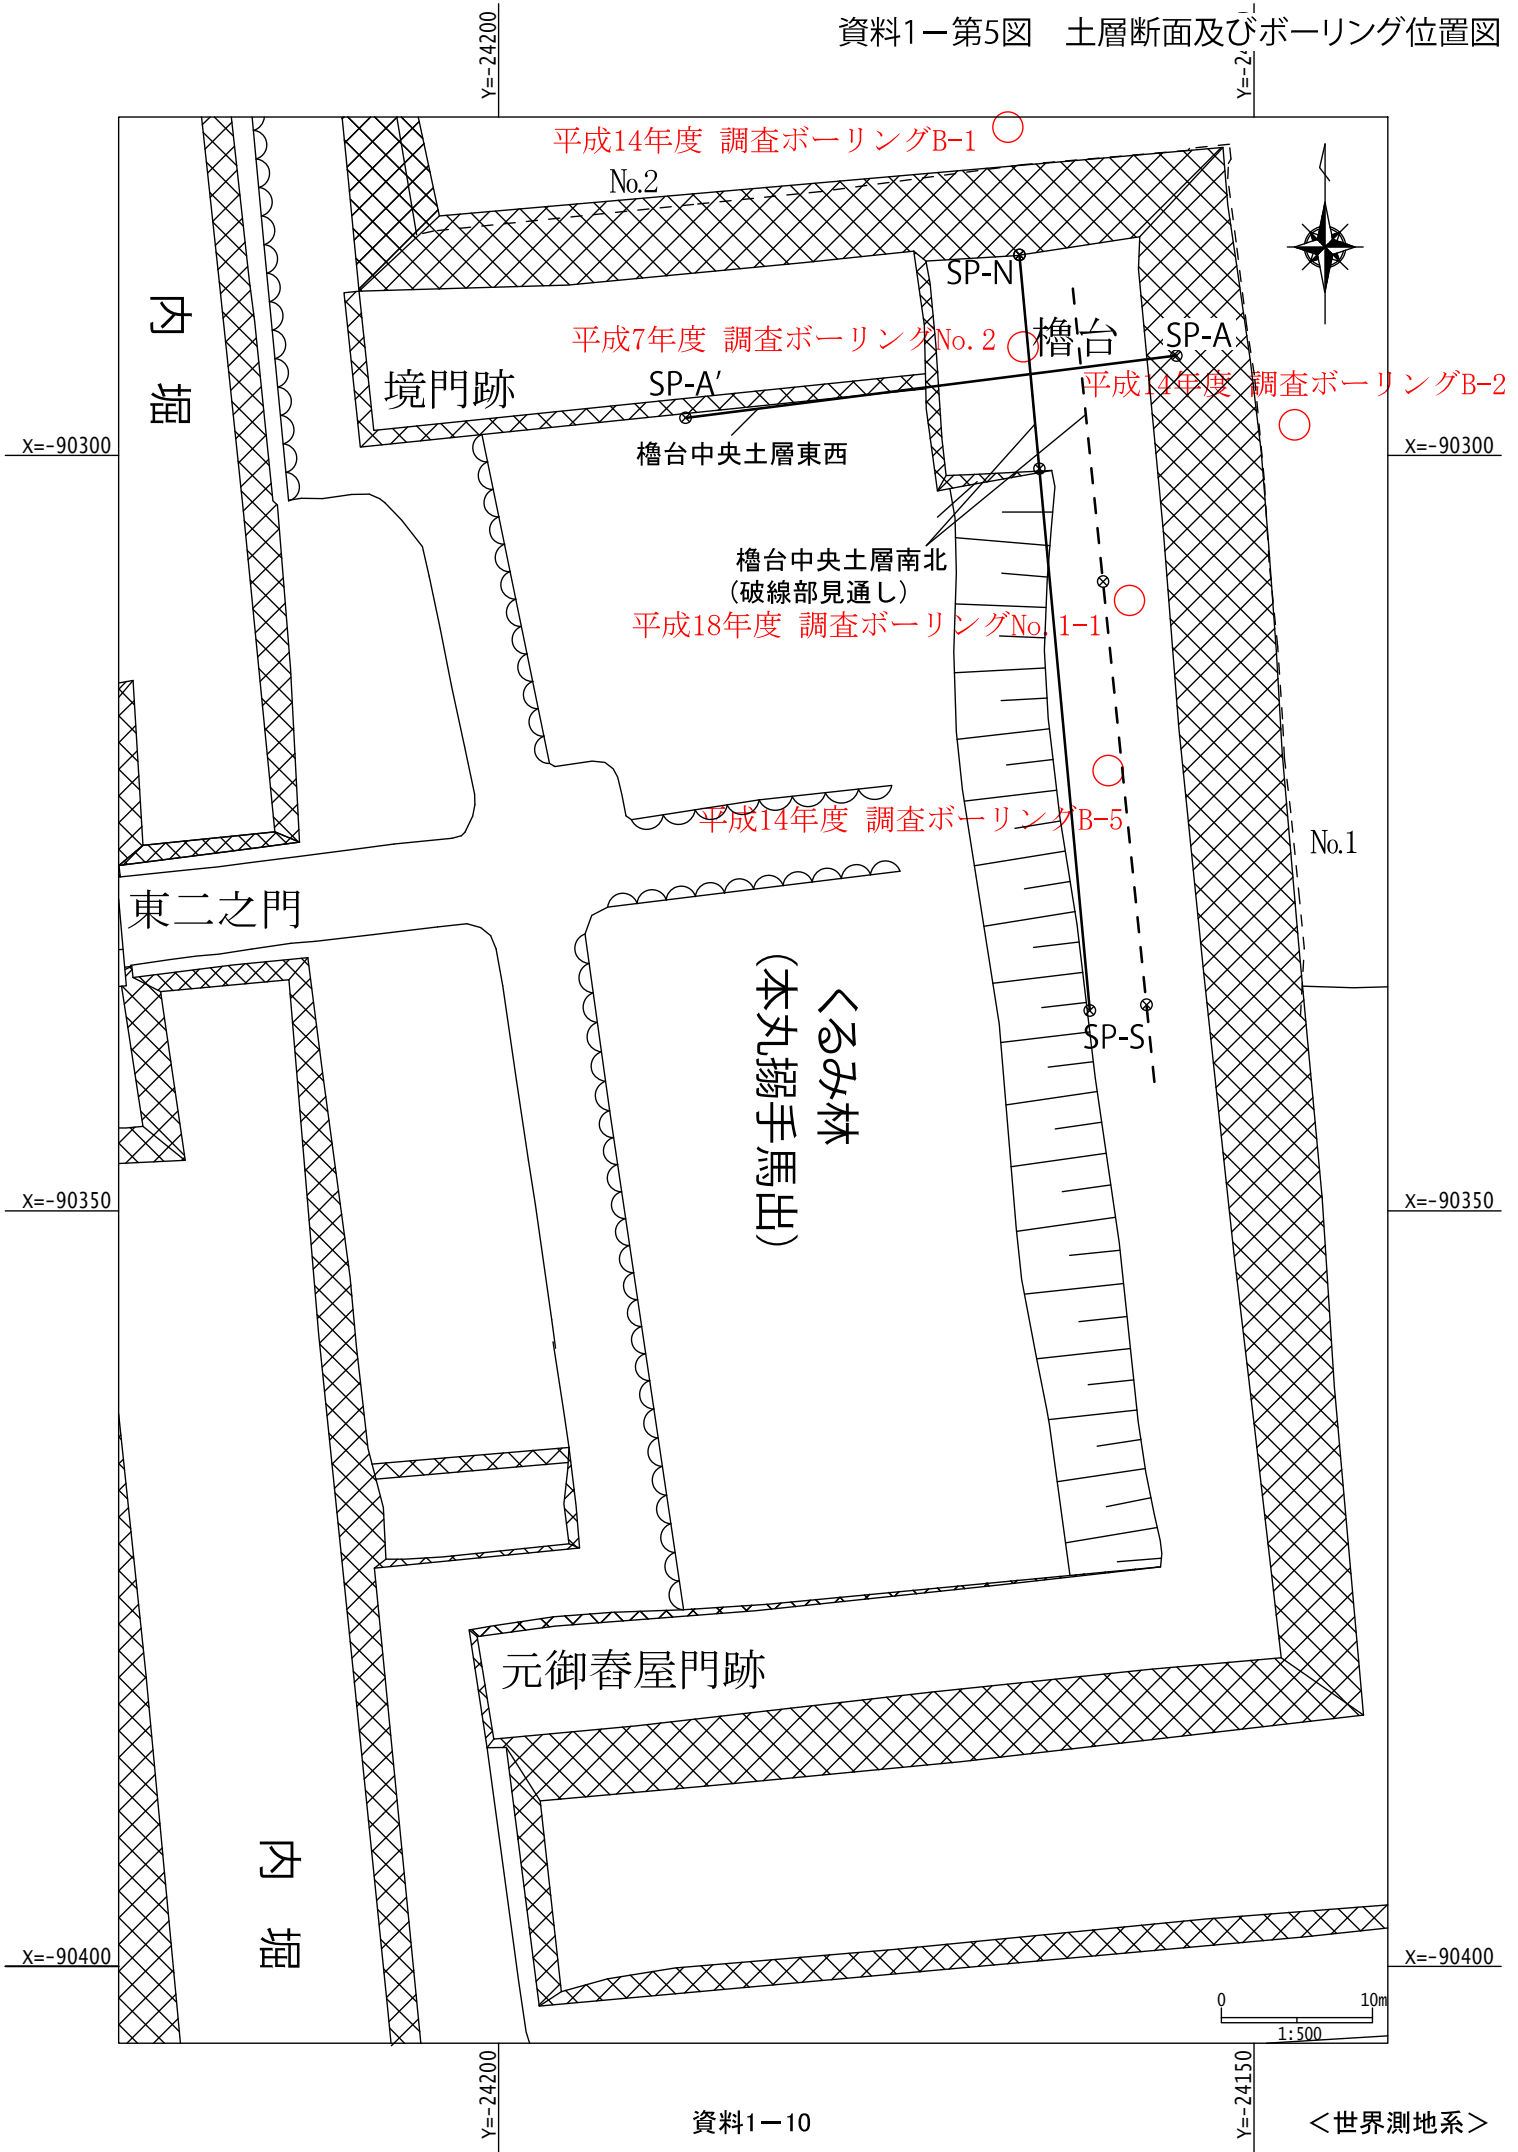 資料1－第5図　土層断面及びボーリング位置図
Y=-24200
Y=-24
平成14年度 調査ボーリングB-1
No.2
SP-N
平成7年度 調査ボーリングNo.2
櫓台
SP-A
境門跡
SP-A′
平成14年度 調査ボーリングB-2
内堀
X=-90300
X=-90300
櫓台中央土層東西
櫓台中央土層南北
（破線部見通し）
平成18年度 調査ボーリングNo.1-1
平成14年度 調査ボーリングB-5
No.1
東二之門
くるみ林
（本丸搦手馬出）
SP-S
X=-90350
X=-90350
元御舂屋門跡
内堀
X=-90400
X=-90400
0 10m
1:500
Y=-24200
Y=-24150
資料1－10
＜世界測地系＞